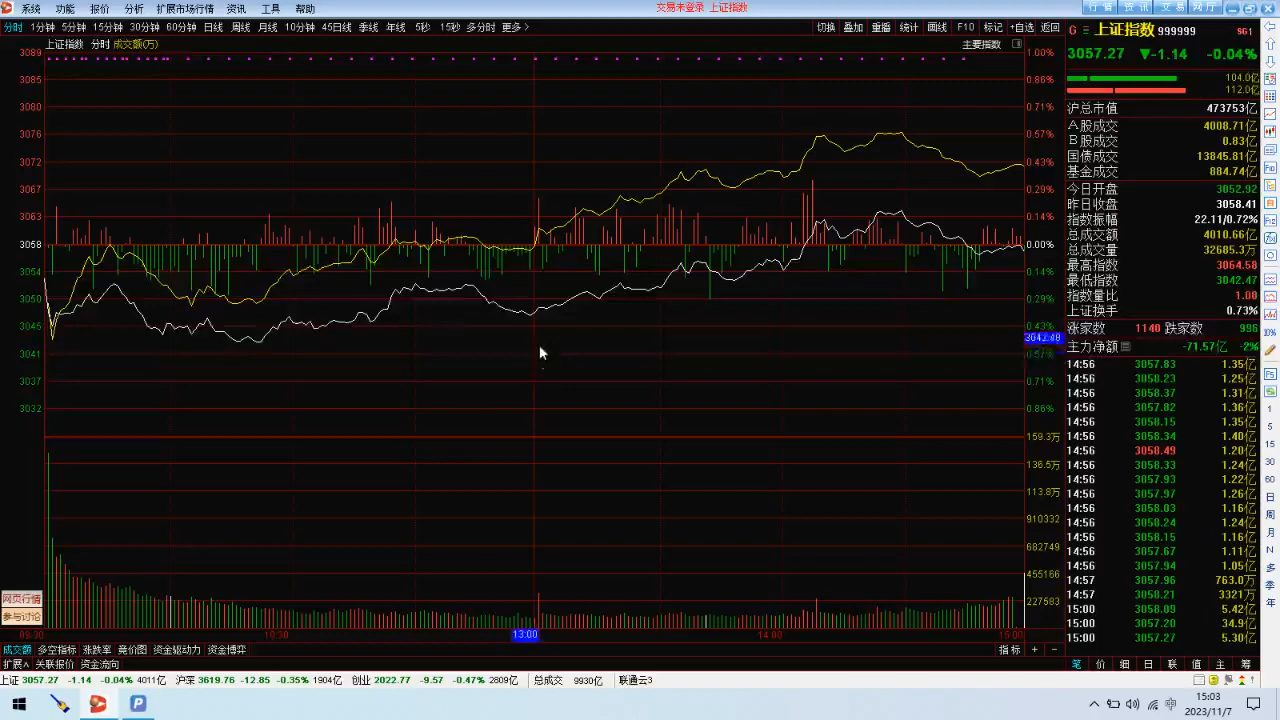 系统 功能 报价 分析 扩展市场行情 资讯 工具 帮助 交易未登录 上证指数 行情 资讯 交易 网厅
分时 1分钟 5分钟 15分钟 30分钟 60分钟 日线 周线 月线 10分钟 45日线 季线 年线 5秒 15秒 多分时 更多> 切换 叠加 重播 统计 画线 F10 标记 +自选 返回
上证指数 分时 成交额(万) 主要指数
3089 1.00%
3085 0.86%
3080 0.71%
3076 0.57%
3072 0.43%
3067 0.29%
3063 0.14%
3058 0.00%
3054 0.14%
3050 0.29%
3046 0.43%
3042.48
3041 0.57%
3037 0.71%
3032 0.86%
159.3万
136.5万
113.8万
910332
682749
455166
227583
网页行情
参与讨论
09:30 10:30 13:00 14:00 15:00
成交额 多空指标 涨跌率 竞价图 资金驱动力 资金博弈 指标 + -
扩展∧ 关联报价 资金流向
G 上证指数 999999 SG1
3057.27 ▼-1.14 -0.04%
104.0亿
112.0亿
沪总市值 473753亿
A股成交 4008.71亿
B股成交 0.83亿
国债成交 13845.81亿
基金成交 884.74亿
今日开盘 3052.92
昨日收盘 3058.41
指数振幅 22.11/0.72%
总成交额 4010.66亿
总成交量 32685.3万
最高指数 3064.58
最低指数 3042.47
指数量比 1.00
上证换手 0.73%
涨家数 1140 跌家数 996
主力净额 -71.57亿 -2%
14:56 3057.83 1.35亿
14:56 3058.23 1.25亿
14:56 3058.37 1.31亿
14:56 3057.82 1.36亿
14:56 3058.15 1.35亿
14:56 3058.34 1.40亿
14:56 3058.49 1.20亿
14:56 3058.33 1.24亿
14:56 3057.93 1.22亿
14:56 3057.97 1.26亿
14:56 3058.03 1.16亿
14:56 3058.24 1.24亿
14:56 3058.15 1.16亿
14:56 3057.67 1.11亿
14:56 3057.94 1.05亿
14:57 3057.96 763.0万
14:57 3058.21 3321万
15:00 3058.09 5.42亿
15:00 3057.20 34.9亿
15:00 3057.27 5.30亿
笔 价 细 日 联 值 主 筹
10%
F5
1
5
15
30
60
日
周
月
N
多
季
年
上证 3057.27 -1.14 -0.04% 4011亿 沪深 3619.76 -12.85 -0.35% 1904亿 创业 2022.77 -9.57 -0.47% 2809亿 总成交 9930亿 联通云3
15:03
2023/11/7